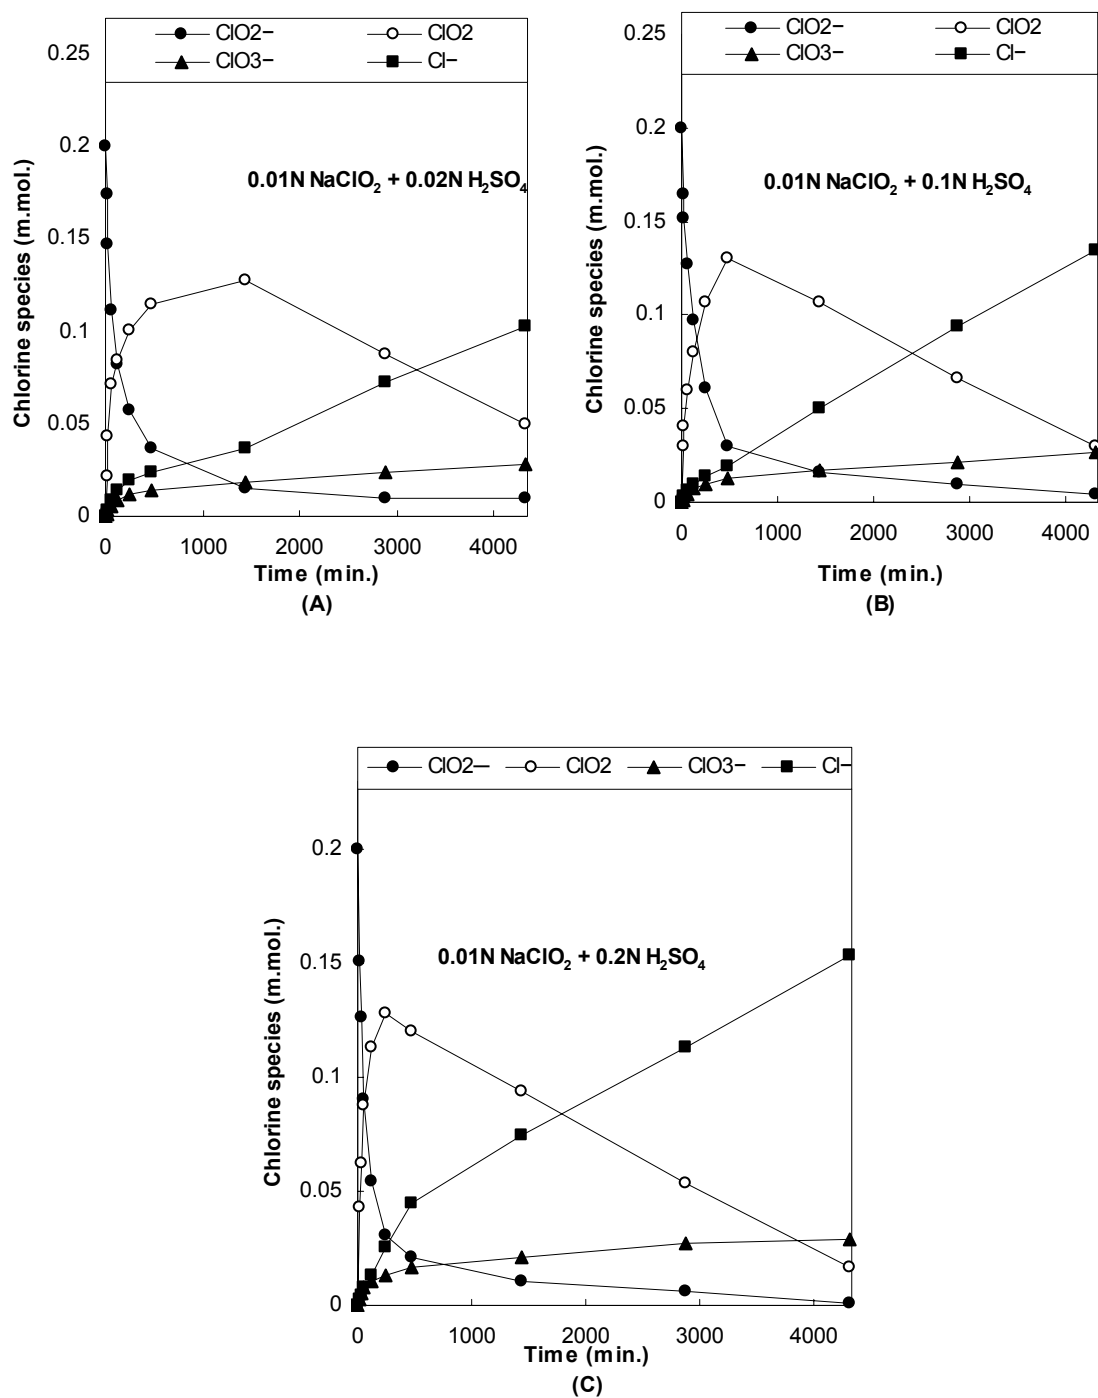 ClO2− ClO2
ClO3− Cl−
0.25
0.2
0.15
0.1
0.05
0
Chlorine species (m.mol.)
0.01N NaClO₂ + 0.02N H₂SO₄
0 1000 2000 3000 4000
Time (min.)
(A)
ClO2− ClO2
ClO3− Cl−
0.25
0.2
0.15
0.1
0.05
0
Chlorine species (m.mol.)
0.01N NaClO₂ + 0.1N H₂SO₄
0 1000 2000 3000 4000
Time (min.)
(B)
ClO2— ClO2 ClO3− Cl−
0.2
0.15
0.1
0.05
0
Chlorine species (m.mol.)
0.01N NaClO₂ + 0.2N H₂SO₄
0 1000 2000 3000 4000
Time (min.)
(C)